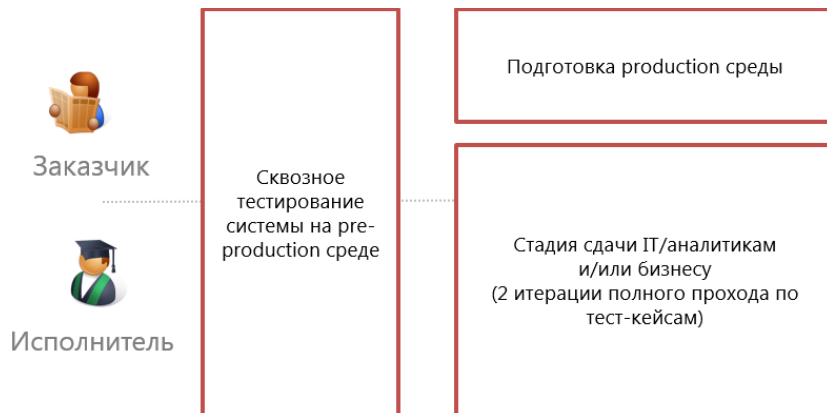 Заказчик
Исполнитель
Сквозное
тестирование
системы на pre-
production среде
Подготовка production среды
Стадия сдачи IT/аналитикам
и/или бизнесу
(2 итерации полного прохода по
тест-кейсам)